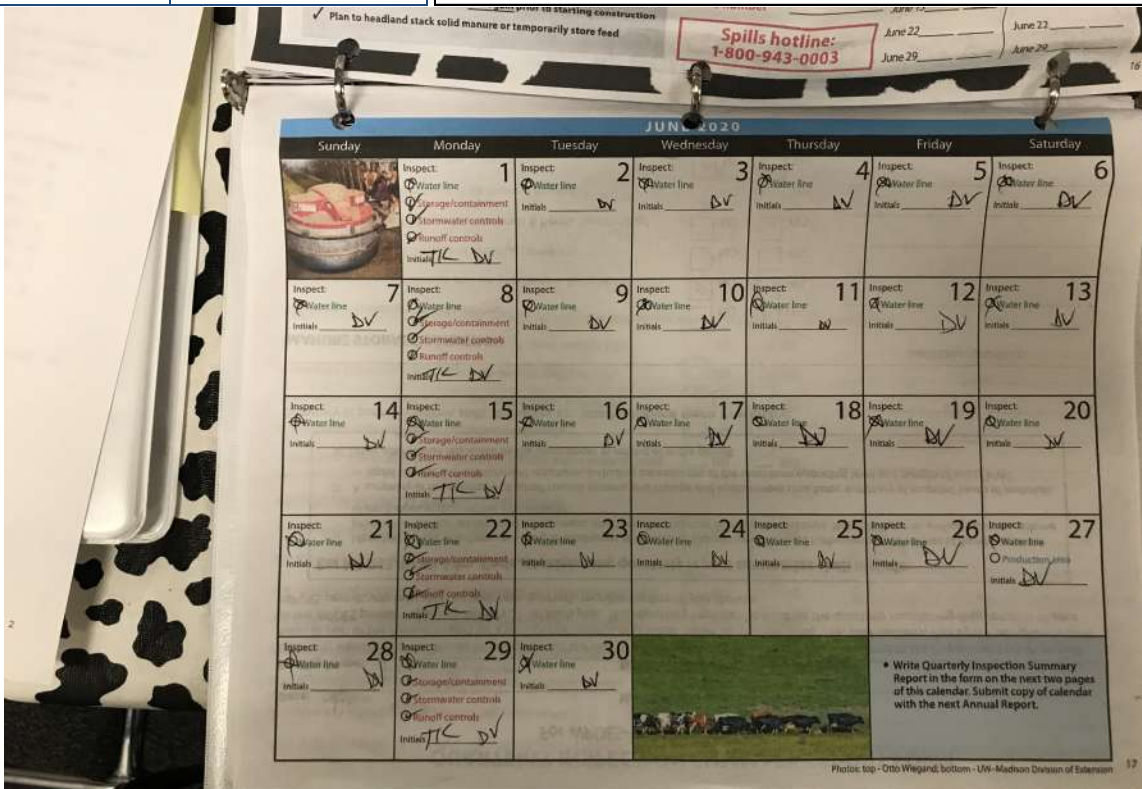 prior to starting construction
✓ Plan to headland stack solid manure or temporarily store feed
Spills hotline:
1-800-943-0003
June 22
June 29
June 22
June 29
16
JUNE 2020
Sunday Monday Tuesday Wednesday Thursday Friday Saturday
1
Inspect:
Water line
Storage/containment
Stormwater controls
Runoff controls
Initials TK DV
2
Inspect:
Water line
Initials DV
3
Inspect:
Water line
Initials DV
4
Inspect:
Water line
Initials DV
5
Inspect:
Water line
Initials DV
6
Inspect:
Water line
Initials DV
7
Inspect:
Water line
Initials DV
8
Inspect:
Water line
Storage/containment
Stormwater controls
Runoff controls
Initials TK DV
9
Inspect:
Water line
Initials DV
10
Inspect:
Water line
Initials DV
11
Inspect:
Water line
Initials DV
12
Inspect:
Water line
Initials DV
13
Inspect:
Water line
Initials DV
14
Inspect:
Water line
Initials DV
15
Inspect:
Water line
Storage/containment
Stormwater controls
Runoff controls
Initials TK DV
16
Inspect:
Water line
Initials DV
17
Inspect:
Water line
Initials DV
18
Inspect:
Water line
Initials DV
19
Inspect:
Water line
Initials DV
20
Inspect:
Water line
Initials DV
21
Inspect:
Water line
Initials DV
22
Inspect:
Water line
Storage/containment
Stormwater controls
Runoff controls
Initials TK DV
23
Inspect:
Water line
Initials DV
24
Inspect:
Water line
Initials DV
25
Inspect:
Water line
Initials DV
26
Inspect:
Water line
Initials DV
27
Inspect:
Water line
Production area
Initials DV
28
Inspect:
Water line
Initials DV
29
Inspect:
Water line
Storage/containment
Stormwater controls
Runoff controls
Initials TK DV
30
Inspect:
Water line
Initials DV
• Write Quarterly Inspection Summary
Report in the form on the next two pages
of this calendar. Submit copy of calendar
with the next Annual Report.
Photos: top - Otto Wiegand; bottom - UW-Madison Division of Extension
17
2